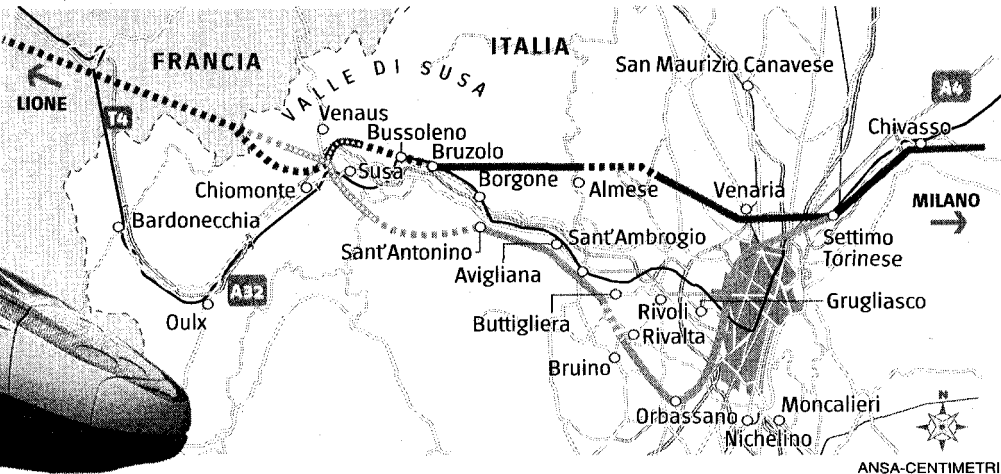 FRANCIA
ITALIA
LIONE
VALLE DI SUSA
San Maurizio Canavese
A4
T4
Venaus
Chivasso
Bussoleno
Bruzolo
Susa
Borgone
Almese
Venaria
MILANO
Chiomonte
Bardonecchia
Sant'Antonino
Sant'Ambrogio
Settimo
Torinese
Avigliana
A32
Oulx
Buttigliera
Rivoli
Grugliasco
Rivalta
Bruino
Orbassano
Moncalieri
Nichelino
N
ANSA-CENTIMETRI